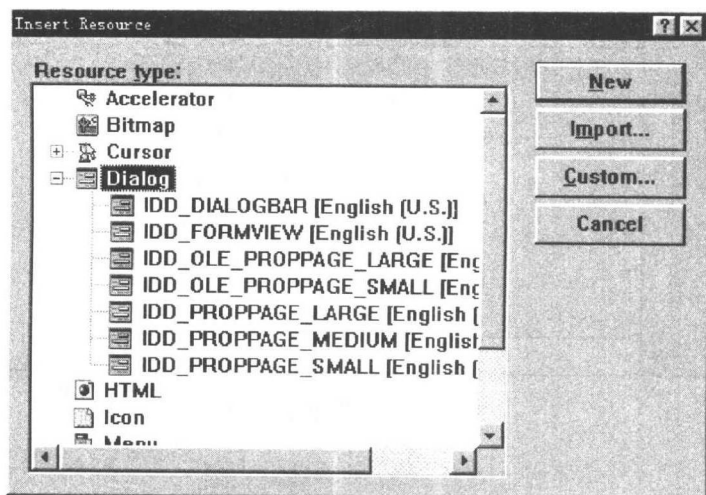 Insert Resource
Resource type:
Accelerator
Bitmap
Cursor
Dialog
IDD_DIALOGBAR [English (U.S.)]
IDD_FORMVIEW [English (U.S.)]
IDD_OLE_PROPPAGE_LARGE [Eng
IDD_OLE_PROPPAGE_SMALL [Eng
IDD_PROPPAGE_LARGE [English (
IDD_PROPPAGE_MEDIUM [English
IDD_PROPPAGE_SMALL [English (
HTML
Icon
Menu
New
Import...
Custom...
Cancel